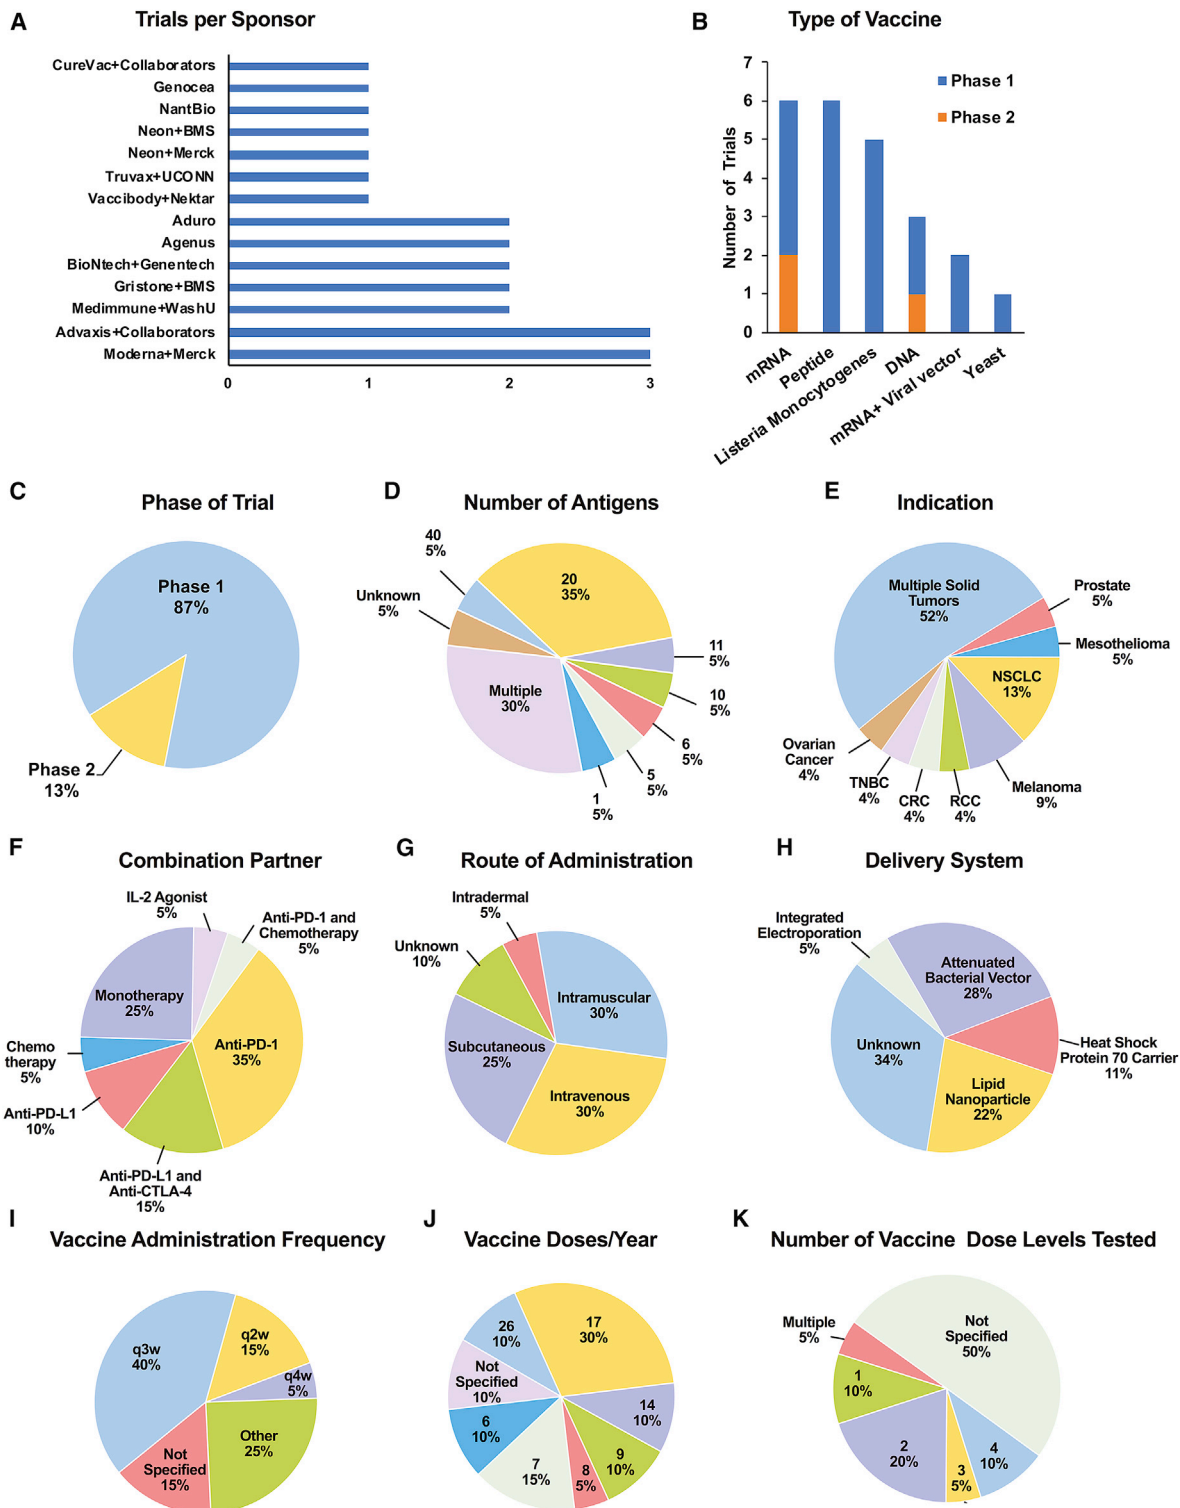 A
Trials per Sponsor
CureVac+Collaborators
Genocea
NantBio
Neon+BMS
Neon+Merck
Truvax+UCONN
Vaccibody+Nektar
Aduro
Agenus
BioNtech+Genentech
Gristone+BMS
Medimmune+WashU
Advaxis+Collaborators
Moderna+Merck
0
1
2
3
B
Type of Vaccine
Phase 1
Phase 2
Number of Trials
7
6
5
4
3
2
1
0
mRNA
Peptide
Listeria Monocytogenes
DNA
mRNA+ Viral vector
Yeast
C
Phase of Trial
Phase 1
87%
Phase 2
13%
D
Number of Antigens
40
5%
20
35%
Unknown
5%
11
5%
10
5%
Multiple
30%
6
5%
5
5%
1
5%
E
Indication
Multiple Solid
Tumors
52%
Prostate
5%
Mesothelioma
5%
NSCLC
13%
Ovarian
Cancer
4%
TNBC
4%
CRC
4%
RCC
4%
Melanoma
9%
F
Combination Partner
IL-2 Agonist
5%
Anti-PD-1 and
Chemotherapy
5%
Monotherapy
25%
Anti-PD-1
35%
Chemo
therapy
5%
Anti-PD-L1
10%
Anti-PD-L1 and
Anti-CTLA-4
15%
G
Route of Administration
Intradermal
5%
Unknown
10%
Intramuscular
30%
Subcutaneous
25%
Intravenous
30%
H
Delivery System
Integrated
Electroporation
5%
Attenuated
Bacterial Vector
28%
Unknown
34%
Heat Shock
Protein 70 Carrier
11%
Lipid
Nanoparticle
22%
I
Vaccine Administration Frequency
q3w
40%
q2w
15%
q4w
5%
Other
25%
Not
Specified
15%
J
Vaccine Doses/Year
26
10%
17
30%
Not
Specified
10%
14
10%
6
10%
9
10%
7
15%
8
5%
K
Number of Vaccine Dose Levels Tested
Multiple
5%
Not
Specified
50%
1
10%
2
20%
3
5%
4
10%